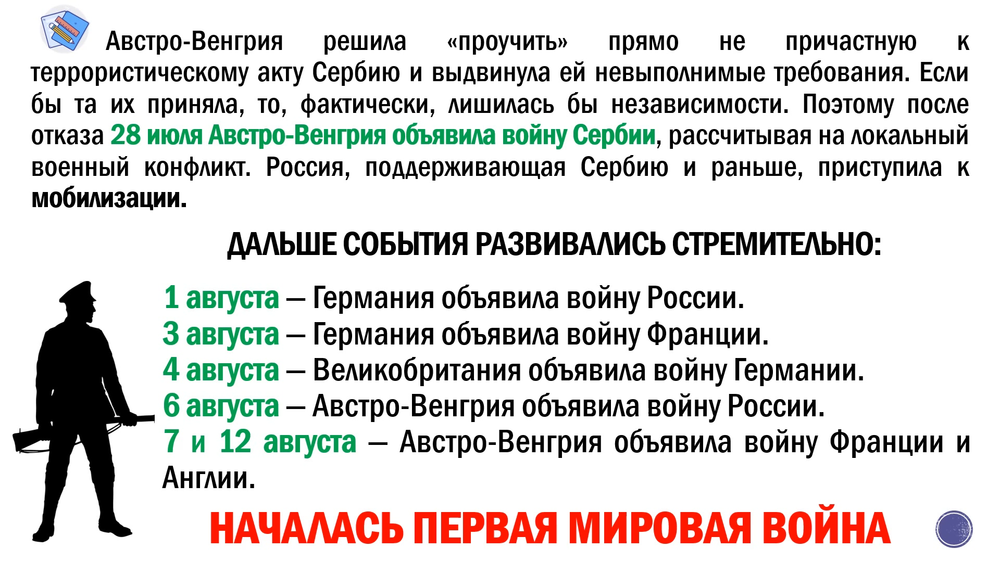 Австро-Венгрия решила «проучить» прямо не причастную к
террористическому акту Сербию и выдвинула ей невыполнимые требования. Если
бы та их приняла, то, фактически, лишилась бы независимости. Поэтому после
отказа 28 июля Австро-Венгрия объявила войну Сербии, рассчитывая на локальный
военный конфликт. Россия, поддерживающая Сербию и раньше, приступила к
мобилизации.
ДАЛЬШЕ СОБЫТИЯ РАЗВИВАЛИСЬ СТРЕМИТЕЛЬНО:
1 августа — Германия объявила войну России.
3 августа — Германия объявила войну Франции.
4 августа — Великобритания объявила войну Германии.
6 августа — Австро-Венгрия объявила войну России.
7 и 12 августа — Австро-Венгрия объявила войну Франции и
Англии.
НАЧАЛАСЬ ПЕРВАЯ МИРОВАЯ ВОЙНА